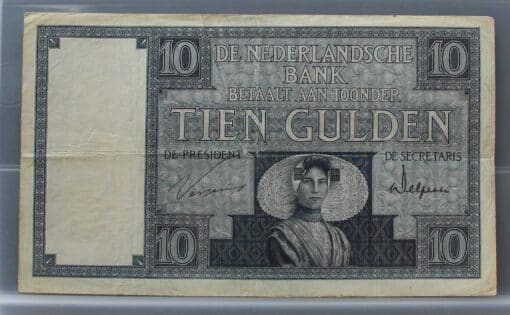 10
10
DE NEDERLANDSCHE
BANK
BETAALT AAN TOONDER
TIEN GULDEN
DE PRESIDENT
DE SECRETARIS
10
10